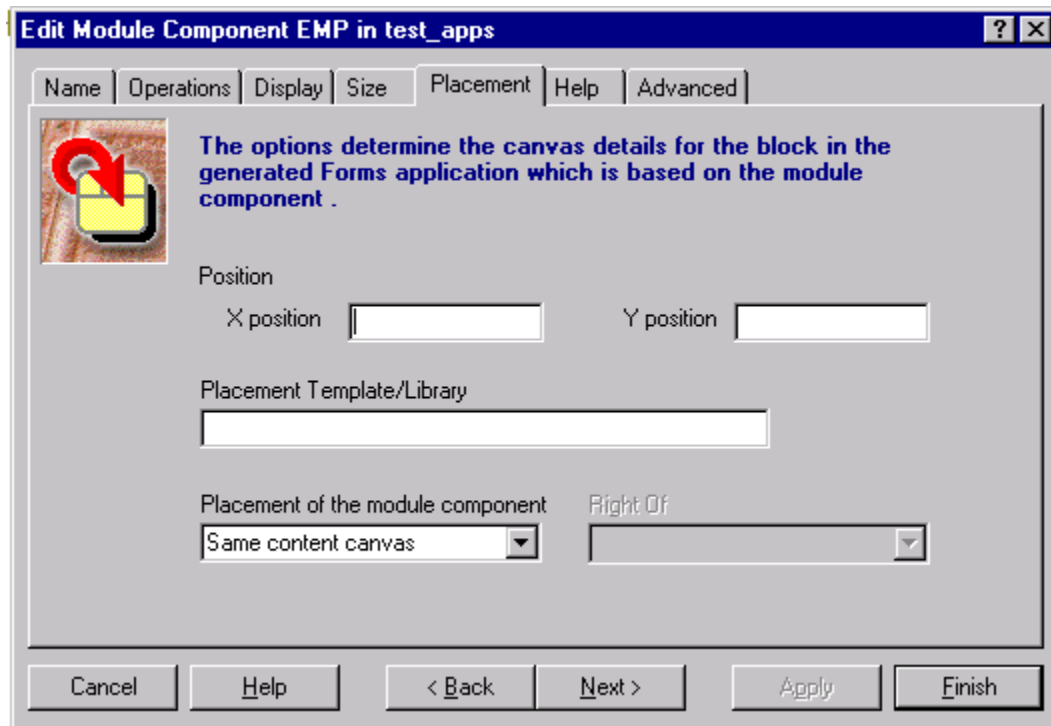 Edit Module Component EMP in test_apps
Name Operations Display Size Placement Help Advanced
The options determine the canvas details for the block in the
generated Forms application which is based on the module
component .
Position
X position Y position
Placement Template/Library
Placement of the module component Right Of
Same content canvas
Cancel Help < Back Next > Apply Finish